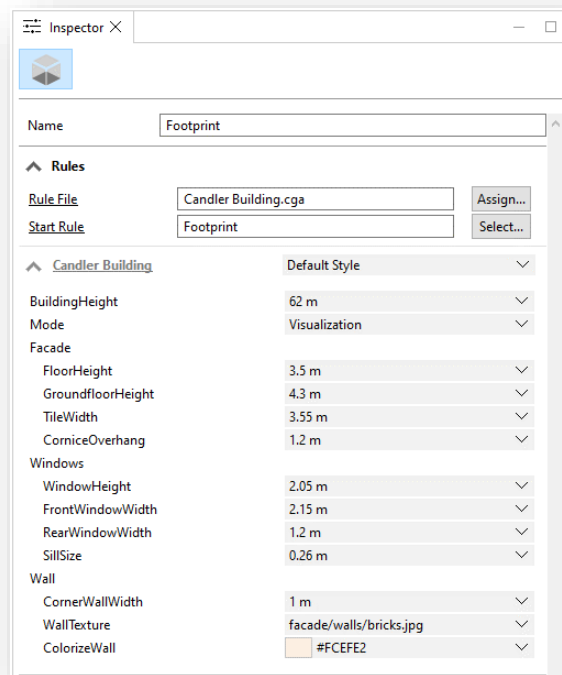 Inspector
Name Footprint
Rules
Rule File Candler Building.cga Assign...
Start Rule Footprint Select...
Candler Building Default Style
BuildingHeight 62 m
Mode Visualization
Facade
FloorHeight 3.5 m
GroundfloorHeight 4.3 m
TileWidth 3.55 m
CorniceOverhang 1.2 m
Windows
WindowHeight 2.05 m
FrontWindowWidth 2.15 m
RearWindowWidth 1.2 m
SillSize 0.26 m
Wall
CornerWallWidth 1 m
WallTexture facade/walls/bricks.jpg
ColorizeWall #FCEFE2